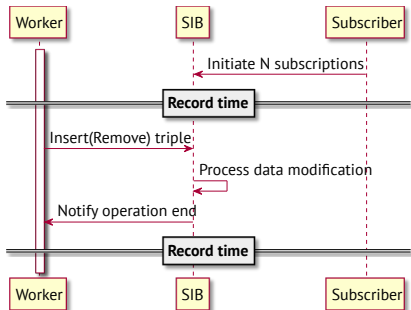 Worker SIB Subscriber
Initiate N subscriptions
Record time
Insert(Remove) triple
Process data modification
Notify operation end
Record time
Worker SIB Subscriber